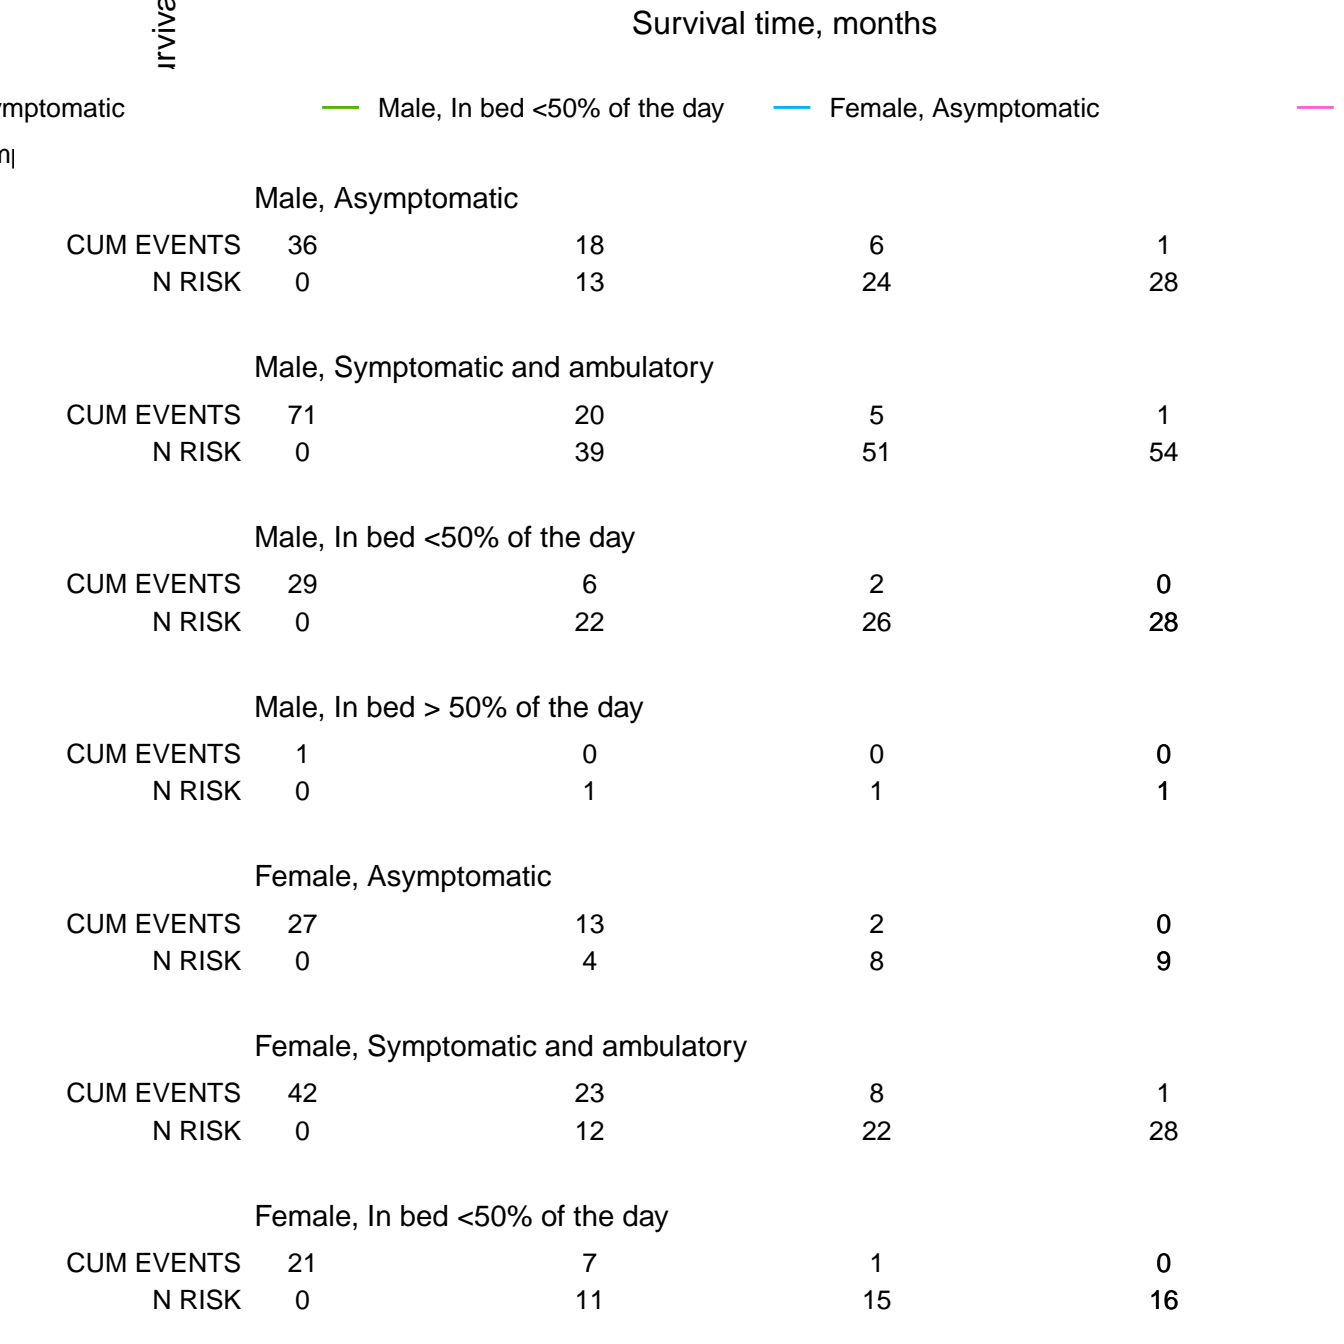 Survival time, months
Male, In bed <50% of the day Female, Asymptomatic
Male, Asymptomatic
CUM EVENTS 36 18 6 1
N RISK 0 13 24 28
Male, Symptomatic and ambulatory
CUM EVENTS 71 20 5 1
N RISK 0 39 51 54
Male, In bed <50% of the day
CUM EVENTS 29 6 2 0
N RISK 0 22 26 28
Male, In bed > 50% of the day
CUM EVENTS 1 0 0 0
N RISK 0 1 1 1
Female, Asymptomatic
CUM EVENTS 27 13 2 0
N RISK 0 4 8 9
Female, Symptomatic and ambulatory
CUM EVENTS 42 23 8 1
N RISK 0 12 22 28
Female, In bed <50% of the day
CUM EVENTS 21 7 1 0
N RISK 0 11 15 16